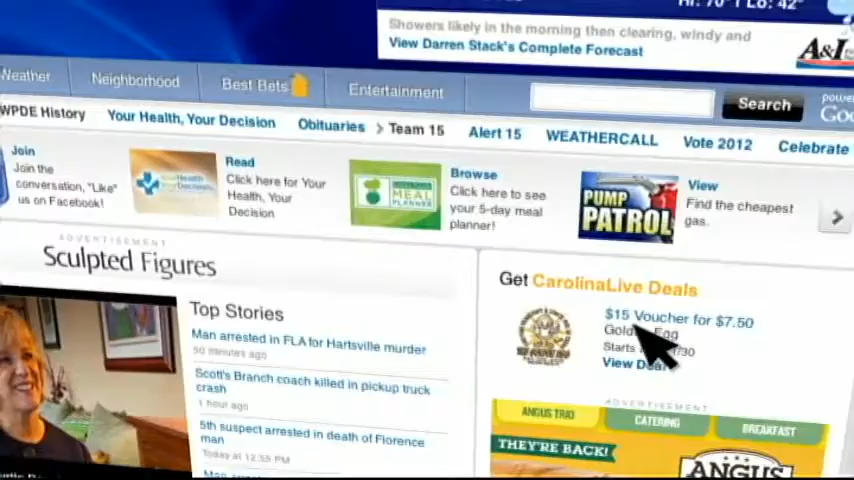 Hi: 70° | Lo: 42°
Showers likely in the morning then clearing, windy and
View Darren Stack's Complete Forecast
A&I
Weather
Neighborhood
Best Bets
Entertainment
Search
WPDE History
Your Health, Your Decision
Obituaries
> Team 15
Alert 15
WEATHERCALL
Vote 2012
Celebrate
Join
Join the
conversation, "Like"
us on Facebook!
Read
Click here for Your
Health, Your
Decision
MEAL
PLANNER
Browse
Click here to see
your 5-day meal
planner!
PUMP
PATROL
View
Find the cheapest
gas.
ADVERTISEMENT
Sculpted Figures
Top Stories
Man arrested in FLA for Hartsville murder
50 minutes ago
Scott's Branch coach killed in pickup truck
crash
1 hour ago
5th suspect arrested in death of Florence
man
Today at 12:55 PM
Get CarolinaLive Deals
$15 Voucher for $7.50
Egg
Starts
View
ADVERTISEMENT
ANGUS TRIO
CATERING
BREAKFAST
THEY'RE BACK!
ANGUS